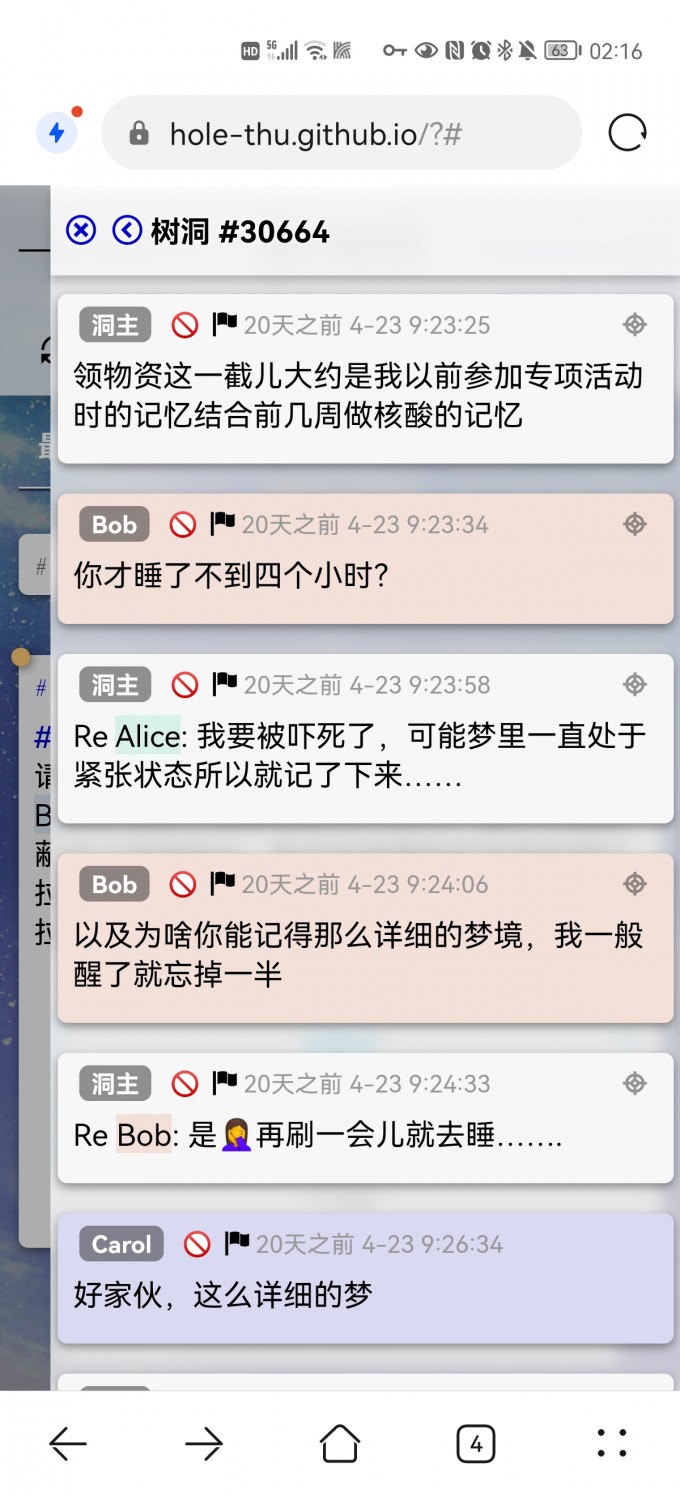 HD 5G 63 02:16
hole-thu.github.io/?#
树洞 #30664
洞主 20天之前 4-23 9:23:25
领物资这一截儿大约是我以前参加专项活动
时的记忆结合前几周做核酸的记忆
Bob 20天之前 4-23 9:23:34
你才睡了不到四个小时?
洞主 20天之前 4-23 9:23:58
Re Alice: 我要被吓死了，可能梦里一直处于
紧张状态所以就记了下来……
Bob 20天之前 4-23 9:24:06
以及为啥你能记得那么详细的梦境，我一般
醒了就忘掉一半
洞主 20天之前 4-23 9:24:33
Re Bob: 是🤦‍♀️再刷一会儿就去睡…….
Carol 20天之前 4-23 9:26:34
好家伙，这么详细的梦
#
#
#
请
B
蔽
拉
拉
4